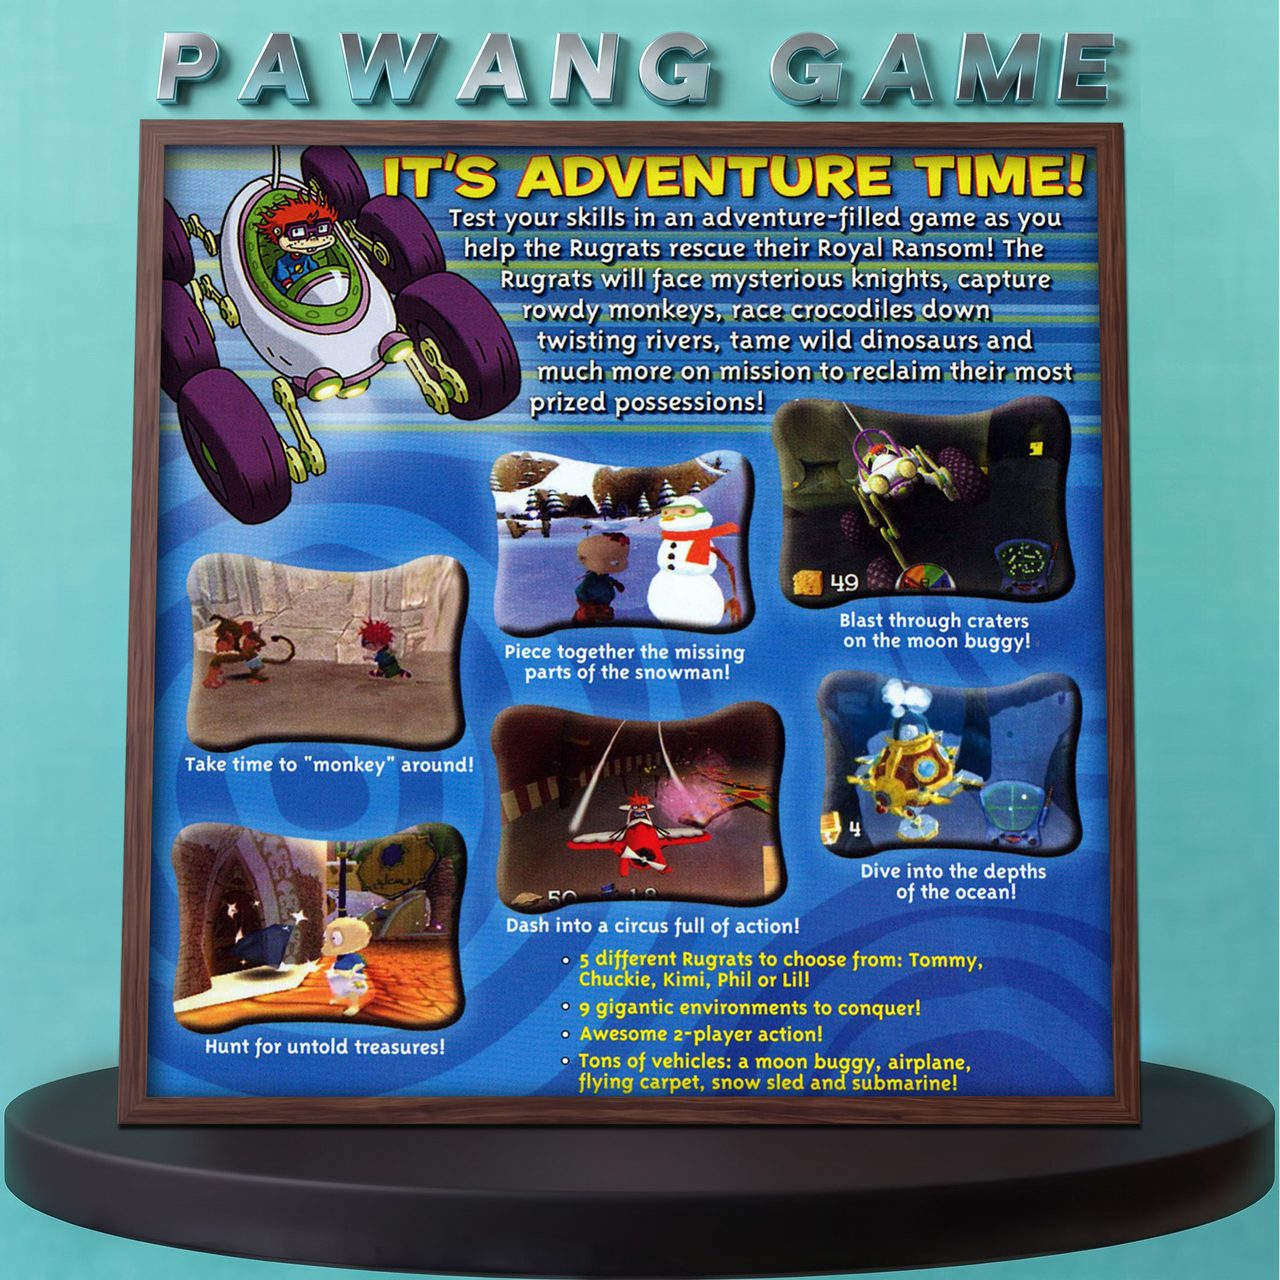 PAWANG GAME
IT'S ADVENTURE TIME!
Test your skills in an adventure-filled game as you
help the Rugrats rescue their Royal Ransom! The
Rugrats will face mysterious knights, capture
rowdy monkeys, race crocodiles down
twisting rivers, tame wild dinosaurs and
much more on mission to reclaim their most
prized possessions!
49
Blast through craters
on the moon buggy!
Piece together the missing
parts of the snowman!
Take time to "monkey" around!
4
Dive into the depths
of the ocean!
50 18
Dash into a circus full of action!
Hunt for untold treasures!
• 5 different Rugrats to choose from: Tommy,
Chuckie, Kimi, Phil or Lil!
• 9 gigantic environments to conquer!
• Awesome 2-player action!
• Tons of vehicles: a moon buggy, airplane,
flying carpet, snow sled and submarine!